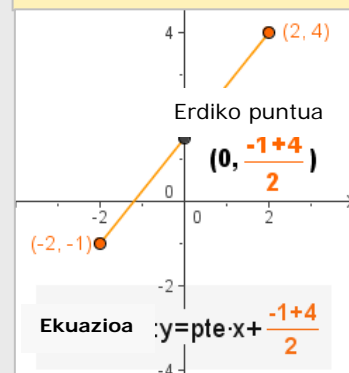 4
(2, 4)
Erdiko puntua
(0, -1+4/2 )
0
-2 0 2
(-2, -1)
-2
Ekuazioa :y=pte·x+ -1+4/2
-4